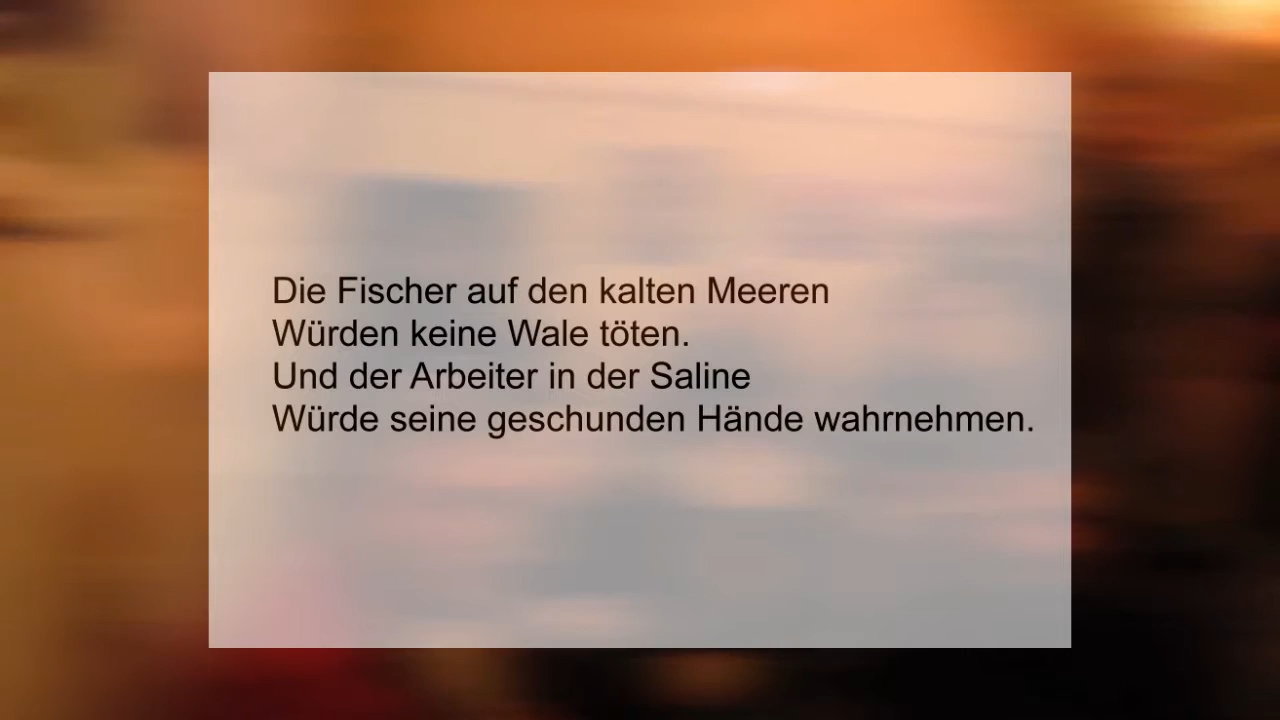 Die Fischer auf den kalten Meeren
Würden keine Wale töten.
Und der Arbeiter in der Saline
Würde seine geschunden Hände wahrnehmen.